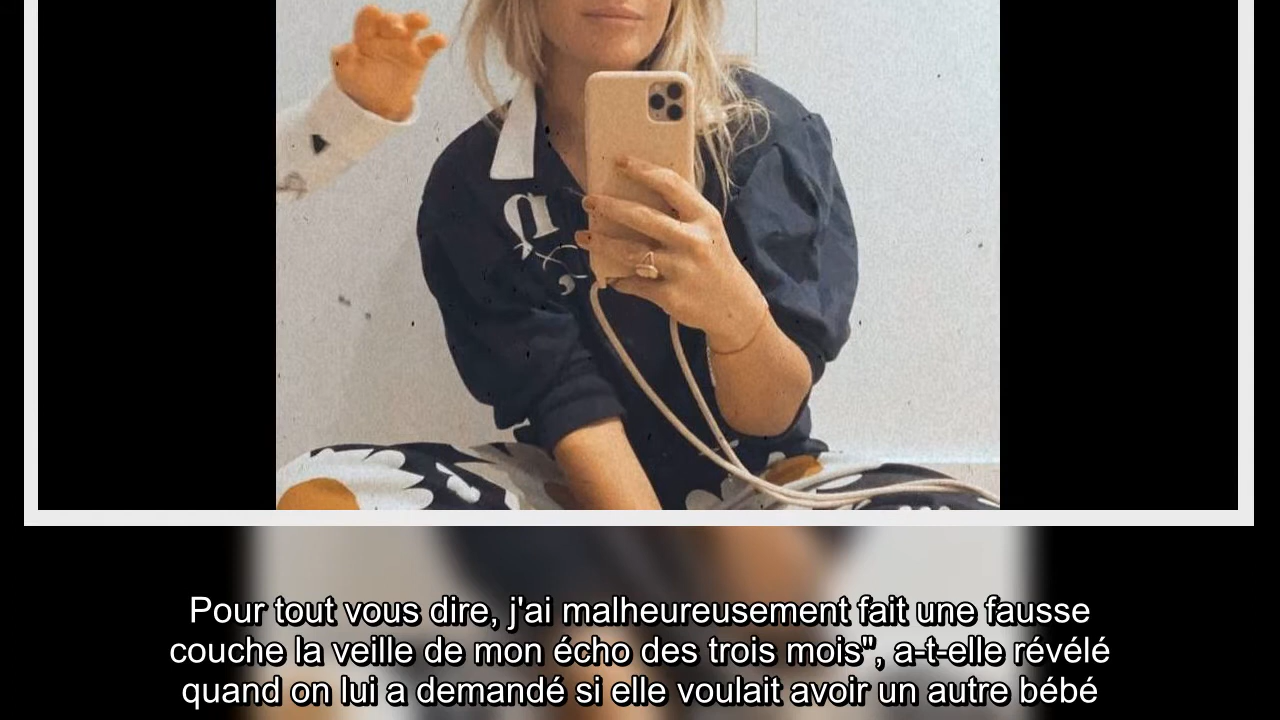 Pour tout vous dire, j'ai malheureusement fait une fausse
couche la veille de mon écho des trois mois", a-t-elle révélé
quand on lui a demandé si elle voulait avoir un autre bébé